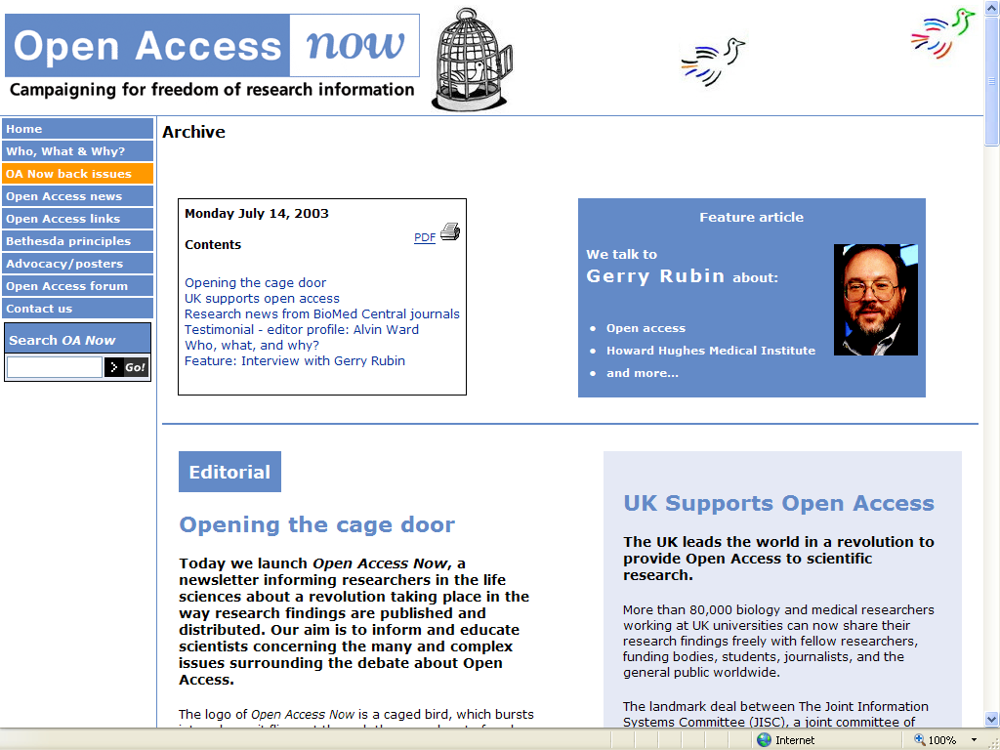 Open Access now
Campaigning for freedom of research information
Home
Who, What & Why?
OA Now back issues
Open Access news
Open Access links
Bethesda principles
Advocacy/posters
Open Access forum
Contact us
Search OA Now
Go!
Archive
Monday July 14, 2003
Contents
PDF
Opening the cage door
UK supports open access
Research news from BioMed Central journals
Testimonial - editor profile: Alvin Ward
Who, what, and why?
Feature: Interview with Gerry Rubin
Feature article
We talk to
Gerry Rubin about:
• Open access
• Howard Hughes Medical Institute
• and more...
Editorial
Opening the cage door
Today we launch Open Access Now, a
newsletter informing researchers in the life
sciences about a revolution taking place in the
way research findings are published and
distributed. Our aim is to inform and educate
scientists concerning the many and complex
issues surrounding the debate about Open
Access.
The logo of Open Access Now is a caged bird, which bursts
UK Supports Open Access
The UK leads the world in a revolution to
provide Open Access to scientific
research.
More than 80,000 biology and medical researchers
working at UK universities can now share their
research findings freely with fellow researchers,
funding bodies, students, journalists, and the
general public worldwide.
The landmark deal between The Joint Information
Systems Committee (JISC), a joint committee of
Internet
100%